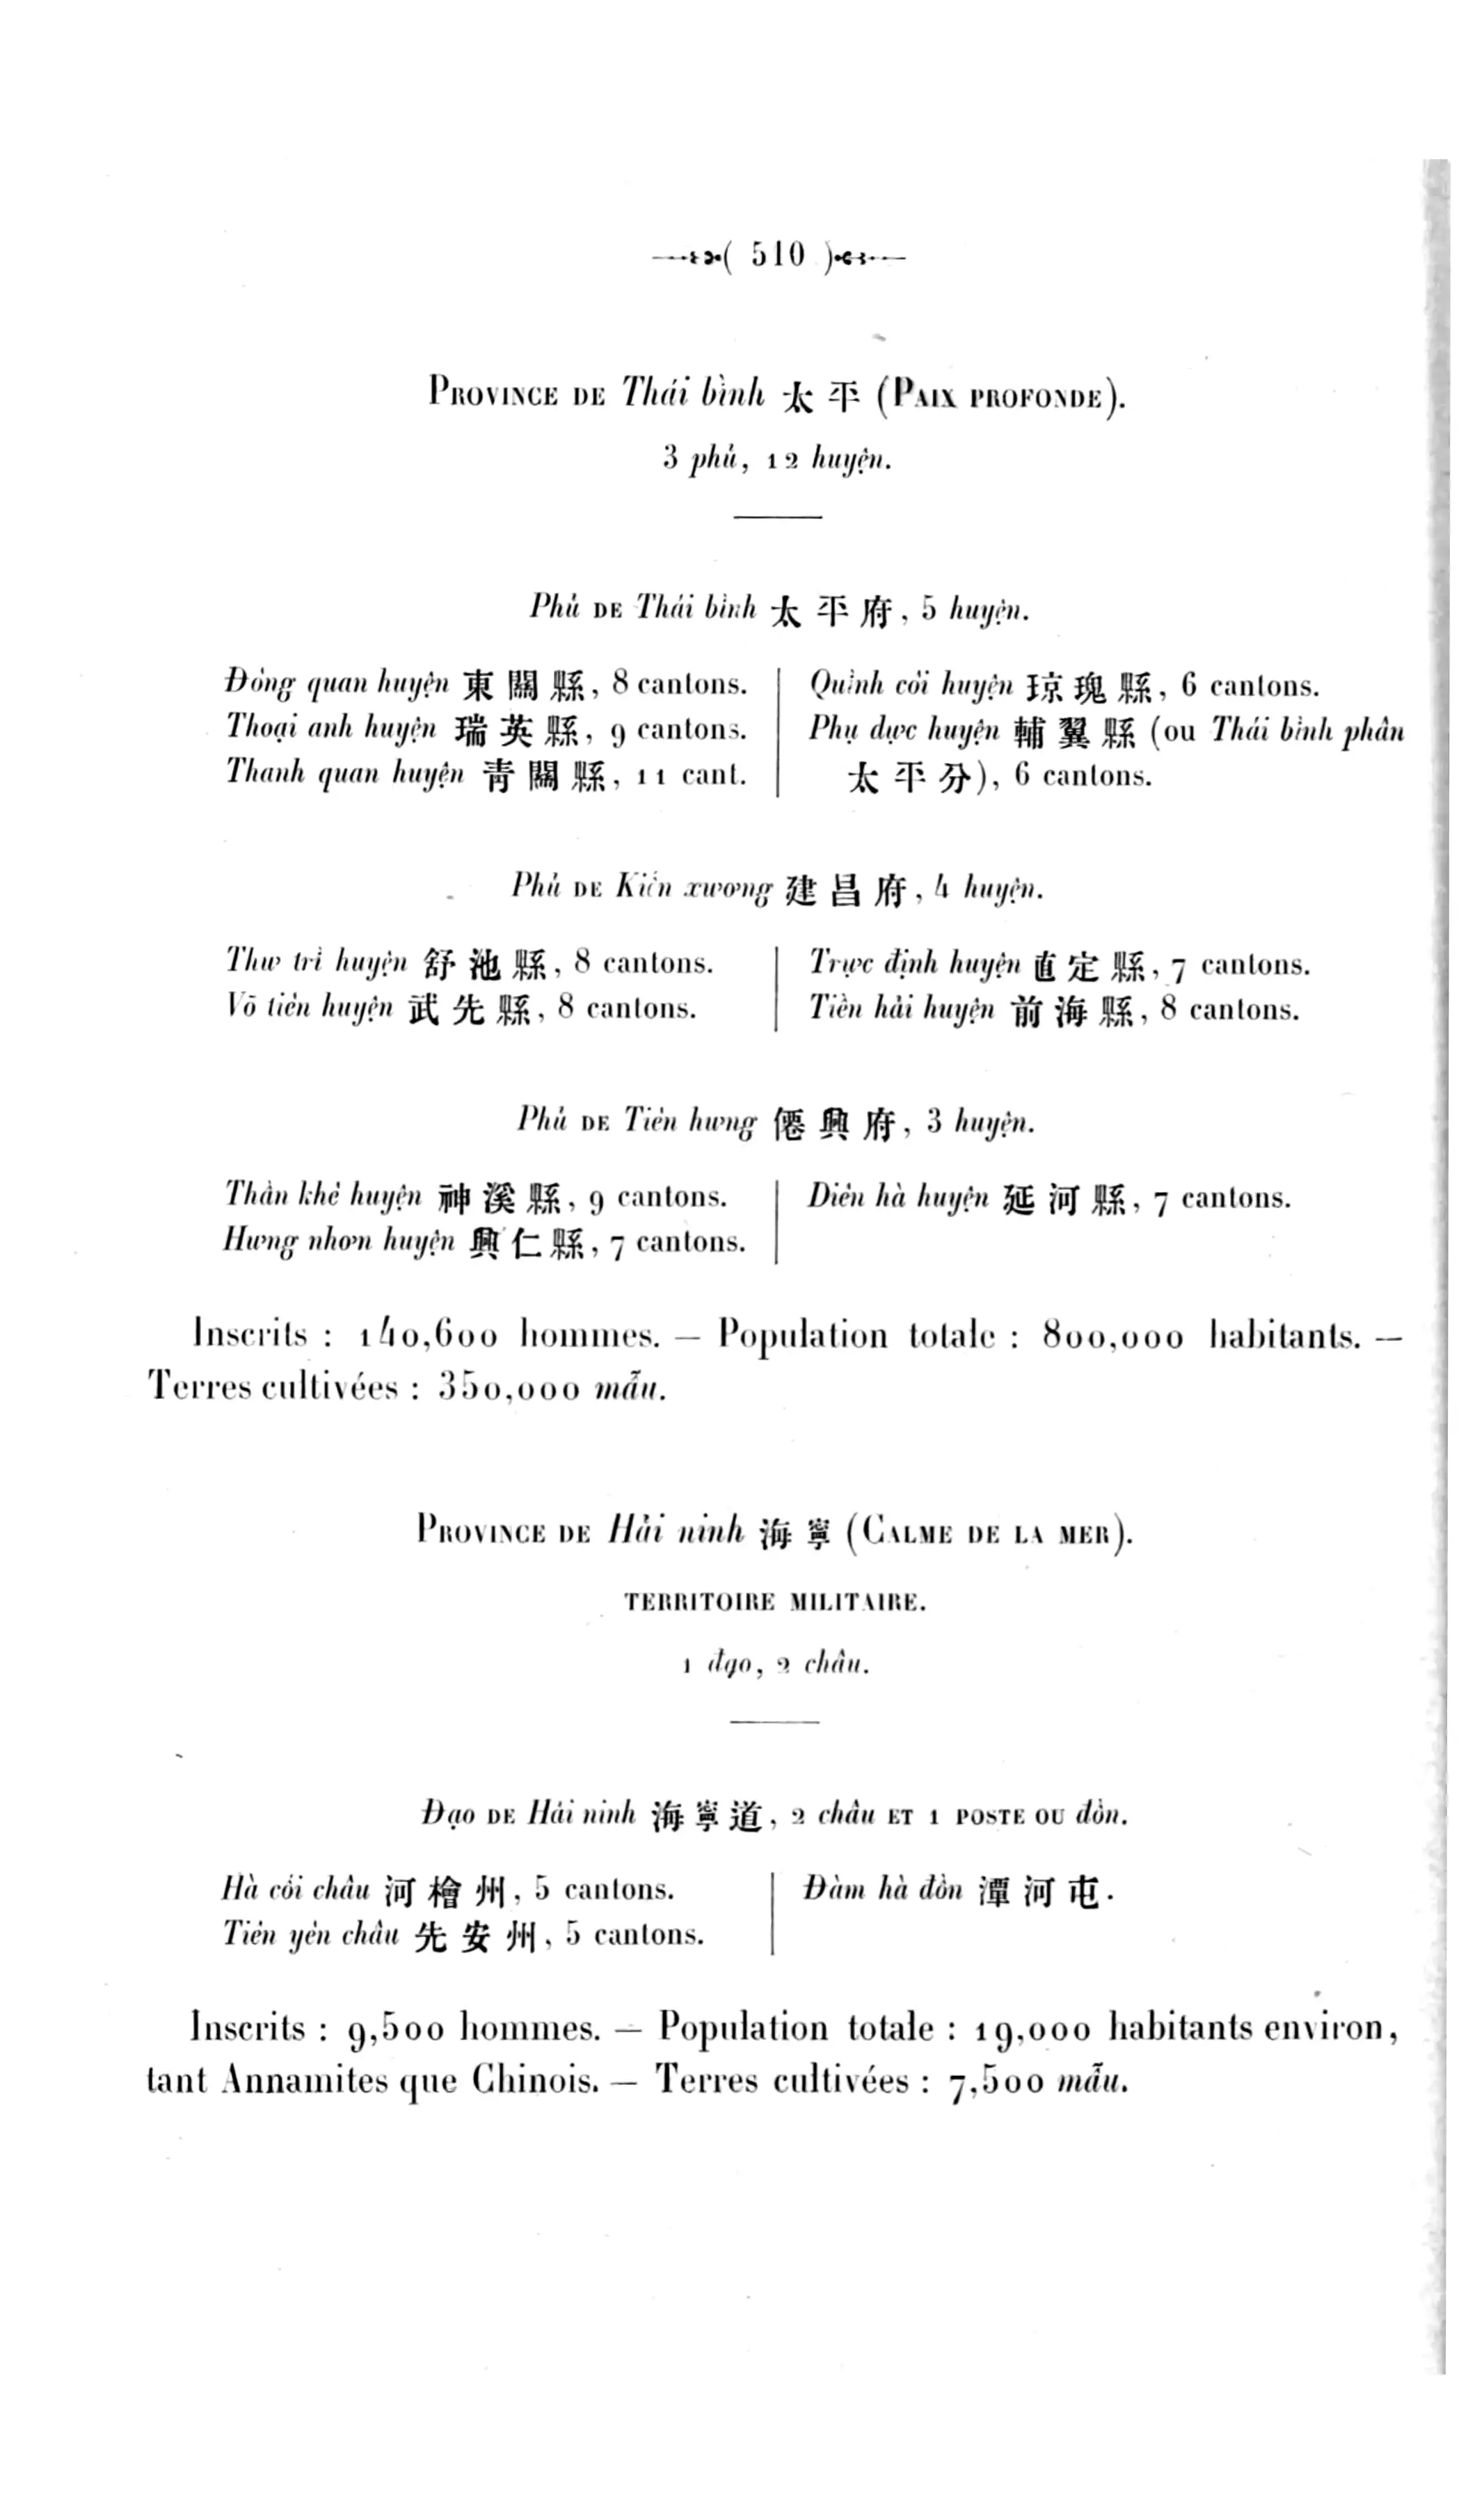 ( 510 )
PROVINCE DE Thái bình 太平 (PAIX PROFONDE).
3 phủ, 12 huyện.
Phủ DE Thái bình 太平府, 5 huyện.
Đông quan huyện 東關縣, 8 cantons.
Thoại anh huyện 瑞英縣, 9 cantons.
Thanh quan huyện 靑關縣, 11 cant.
Quình côi huyện 琼瑰縣, 6 cantons.
Phụ dực huyện 輔翼縣 (ou Thái bình phân
太平分), 6 cantons.
Phủ DE Kiến xương 建昌府, 4 huyện.
Thư trì huyện 舒池縣, 8 cantons.
Võ tiên huyện 武先縣, 8 cantons.
Trực định huyện 直定縣, 7 cantons.
Tiền hải huyện 前海縣, 8 cantons.
Phủ DE Tiên hưng 僊興府, 3 huyện.
Thần khê huyện 神溪縣, 9 cantons.
Hưng nhơn huyện 興仁縣, 7 cantons.
Diên hà huyện 延河縣, 7 cantons.
Inscrits : 140,600 hommes. — Population totale : 800,000 habitants. —
Terres cultivées : 350,000 mẫu.
PROVINCE DE Hải ninh 海寧 (CALME DE LA MER).
TERRITOIRE MILITAIRE.
1 đạo, 2 châu.
Đạo DE Hải ninh 海寧道, 2 châu ET 1 POSTE OU đồn.
Hà cối châu 河檜州, 5 cantons.
Tiên yên châu 先安州, 5 cantons.
Đàm hà đồn 潭河屯.
Inscrits : 9,500 hommes. — Population totale : 19,000 habitants environ,
tant Annamites que Chinois. — Terres cultivées : 7,500 mẫu.